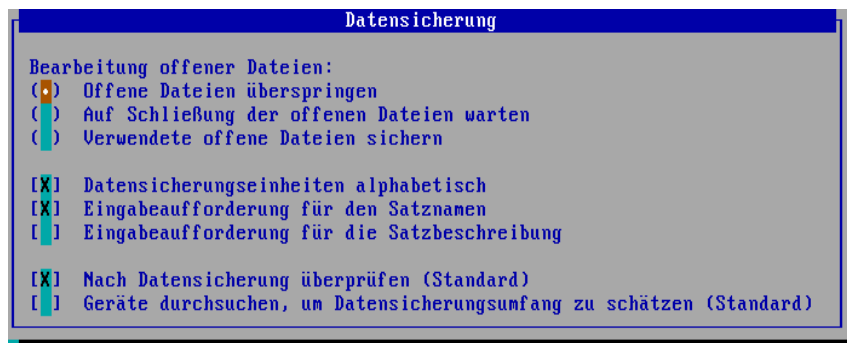 Datensicherung
Bearbeitung offener Dateien:
(•) Offene Dateien überspringen
( ) Auf Schließung der offenen Dateien warten
( ) Verwendete offene Dateien sichern
[X] Datensicherungseinheiten alphabetisch
[X] Eingabeaufforderung für den Satznamen
[ ] Eingabeaufforderung für die Satzbeschreibung
[X] Nach Datensicherung überprüfen (Standard)
[ ] Geräte durchsuchen, um Datensicherungsumfang zu schätzen (Standard)